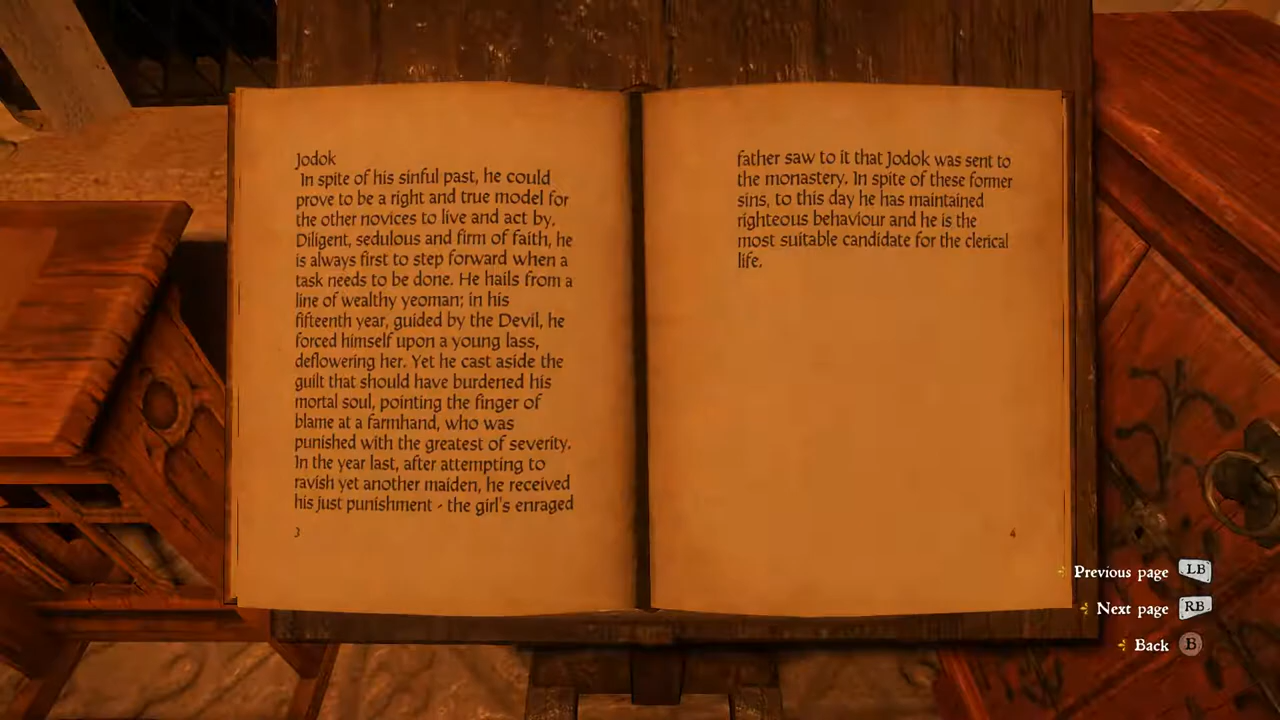 Jodok
In spite of his sinful past, he could
prove to be a right and true model for
the other novices to live and act by.
Diligent, sedulous and firm of faith, he
is always first to step forward when a
task needs to be done. He hails from a
line of wealthy yeoman; in his
fifteenth year, guided by the Devil, he
forced himself upon a young lass,
deflowering her. Yet he cast aside the
guilt that should have burdened his
mortal soul, pointing the finger of
blame at a farmhand, who was
punished with the greatest of severity.
In the year last, after attempting to
ravish yet another maiden, he received
his just punishment - the girl's enraged
3
father saw to it that Jodok was sent to
the monastery. In spite of these former
sins, to this day he has maintained
righteous behaviour and he is the
most suitable candidate for the clerical
life.
4
Previous page LB
Next page RB
Back B